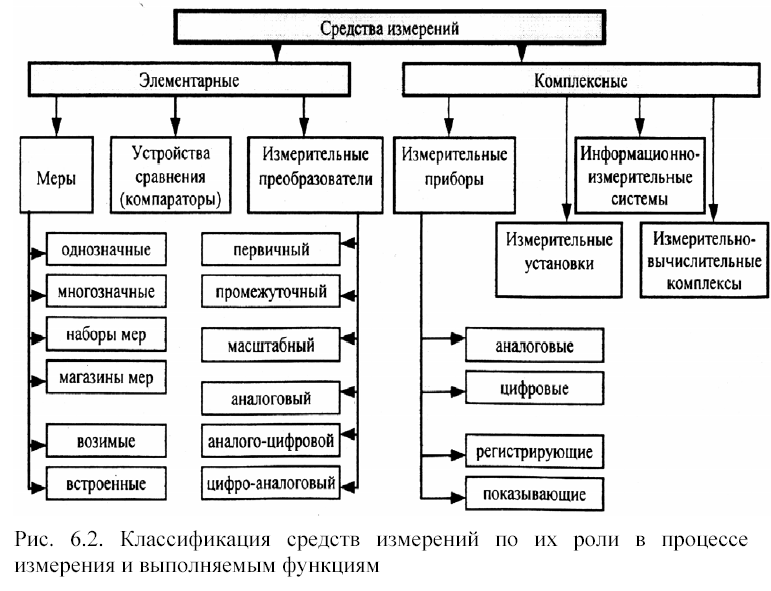 Средства измерений
Элементарные
Комплексные
Меры
Устройства
сравнения
(компараторы)
Измерительные
преобразователи
Измерительные
приборы
Информационно-
измерительные
системы
Измерительные
установки
Измерительно-
вычислительные
комплексы
однозначные
многозначные
наборы мер
магазины мер
возимые
встроенные
первичный
промежуточный
масштабный
аналоговый
аналого-цифровой
цифро-аналоговый
аналоговые
цифровые
регистрирующие
показывающие
Рис. 6.2. Классификация средств измерений по их роли в процессе
измерения и выполняемым функциям